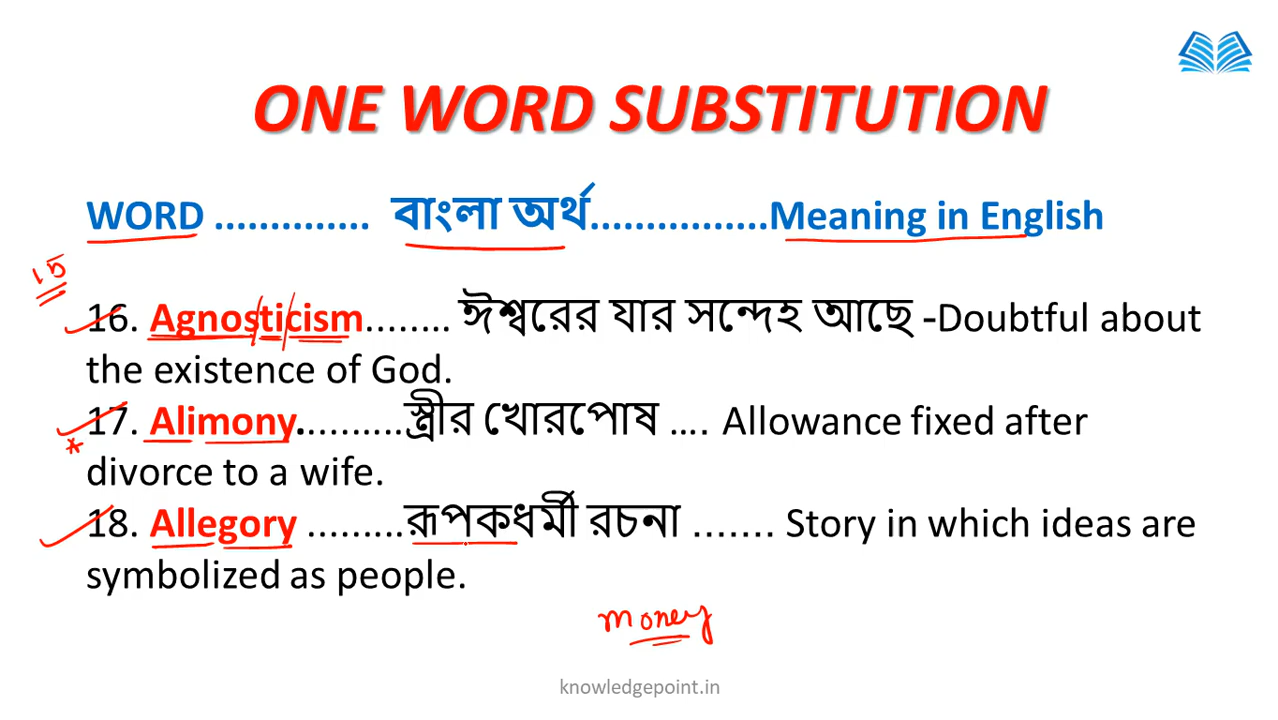 ONE WORD SUBSTITUTION
WORD .............. বাংলা অর্থ.................Meaning in English
15
16. Agnosticism........ ঈশ্বরের যার সন্দেহ আছে -Doubtful about
the existence of God.
17. Alimony...........স্ত্রীর খোরপোষ .... Allowance fixed after
divorce to a wife.
18. Allegory .........রূপকধর্মী রচনা ....... Story in which ideas are
symbolized as people.
money
knowledgepoint.in